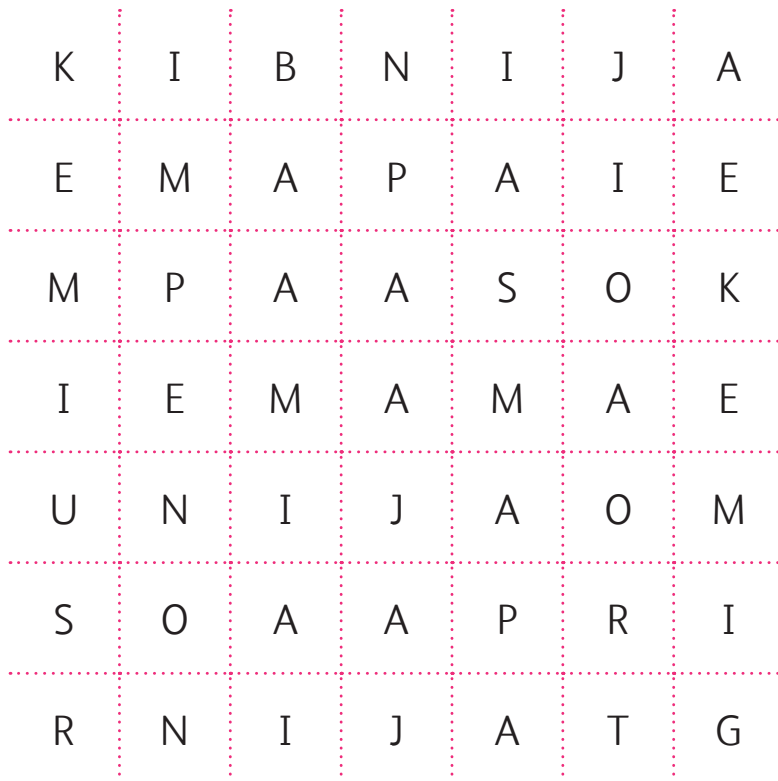 K I B N I J A
E M A P A I E
M P A A S O K
I E M A M A E
U N I J A O M
S O A A P R I
R N I J A T G